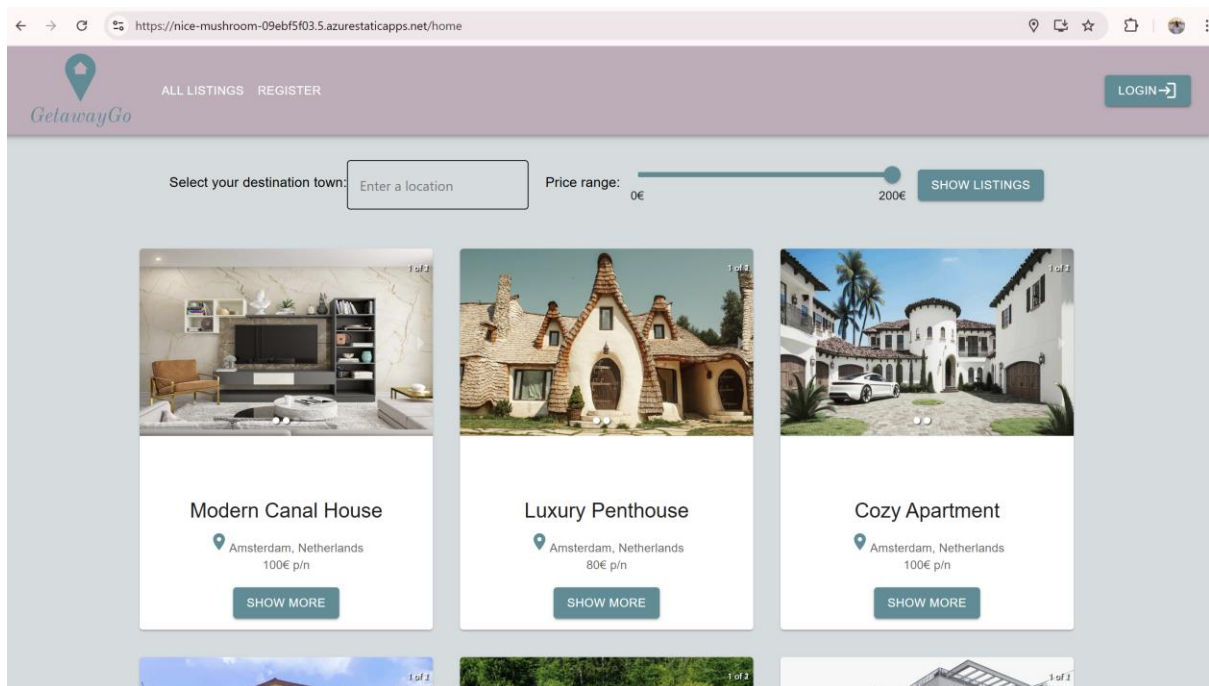 https://nice-mushroom-09ebf5f03.5.azurestaticapps.net/home
GetawayGo
ALL LISTINGS REGISTER
LOGIN
Select your destination town:
Enter a location
Price range:
0€
200€
SHOW LISTINGS
Modern Canal House
Amsterdam, Netherlands
100€ p/n
SHOW MORE
Luxury Penthouse
Amsterdam, Netherlands
80€ p/n
SHOW MORE
Cozy Apartment
Amsterdam, Netherlands
100€ p/n
SHOW MORE